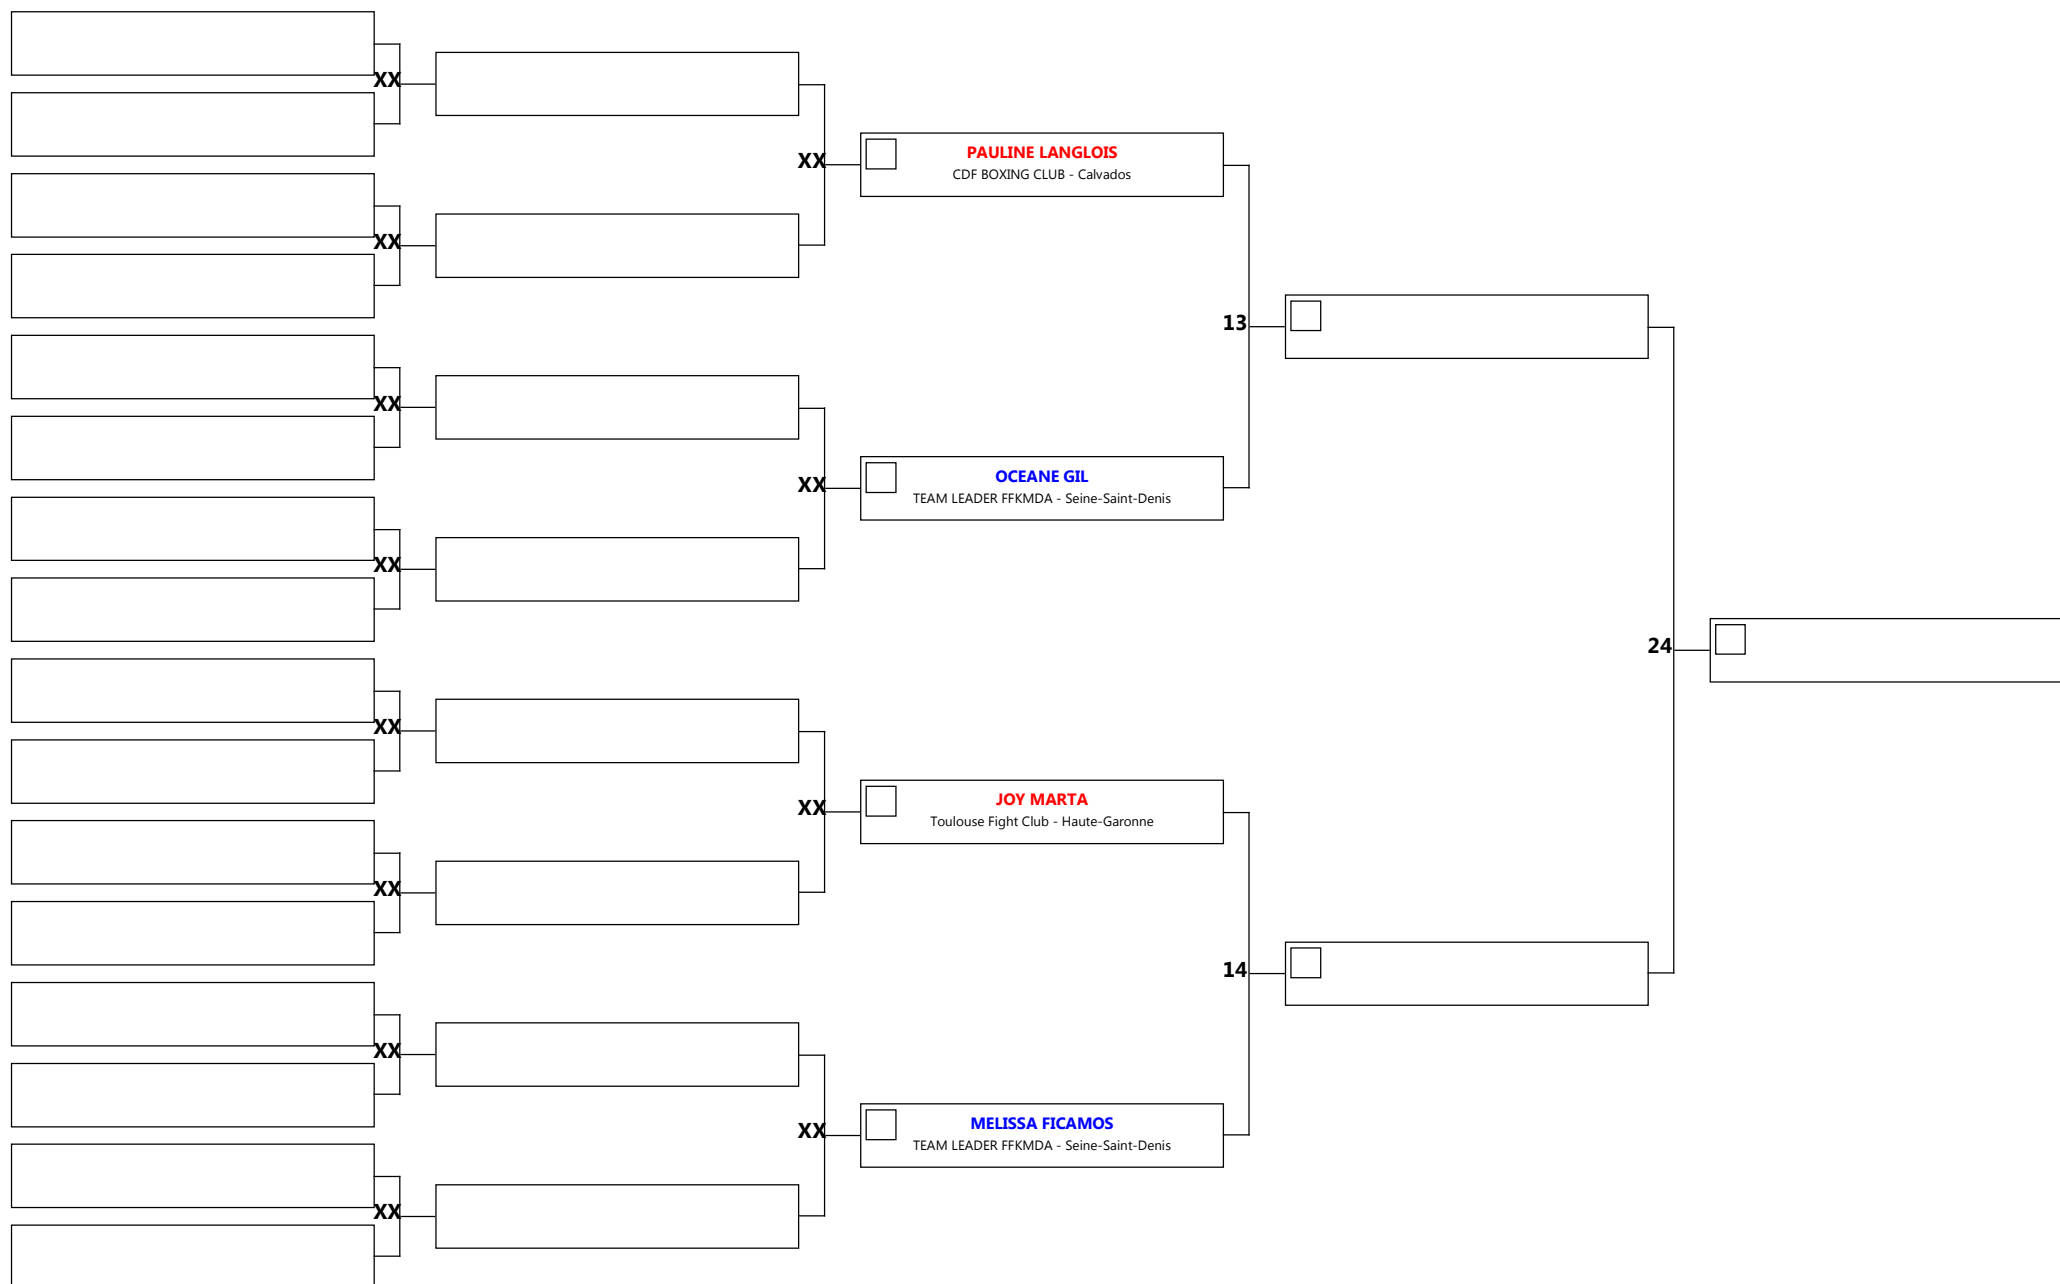 XX
XX
PAULINE LANGLOIS
CDF BOXING CLUB - Calvados
XX
13
XX
XX
OCEANE GIL
TEAM LEADER FFKMDA - Seine-Saint-Denis
XX
24
XX
XX
JOY MARTA
Toulouse Fight Club - Haute-Garonne
XX
14
XX
XX
MELISSA FICAMOS
TEAM LEADER FFKMDA - Seine-Saint-Denis
XX